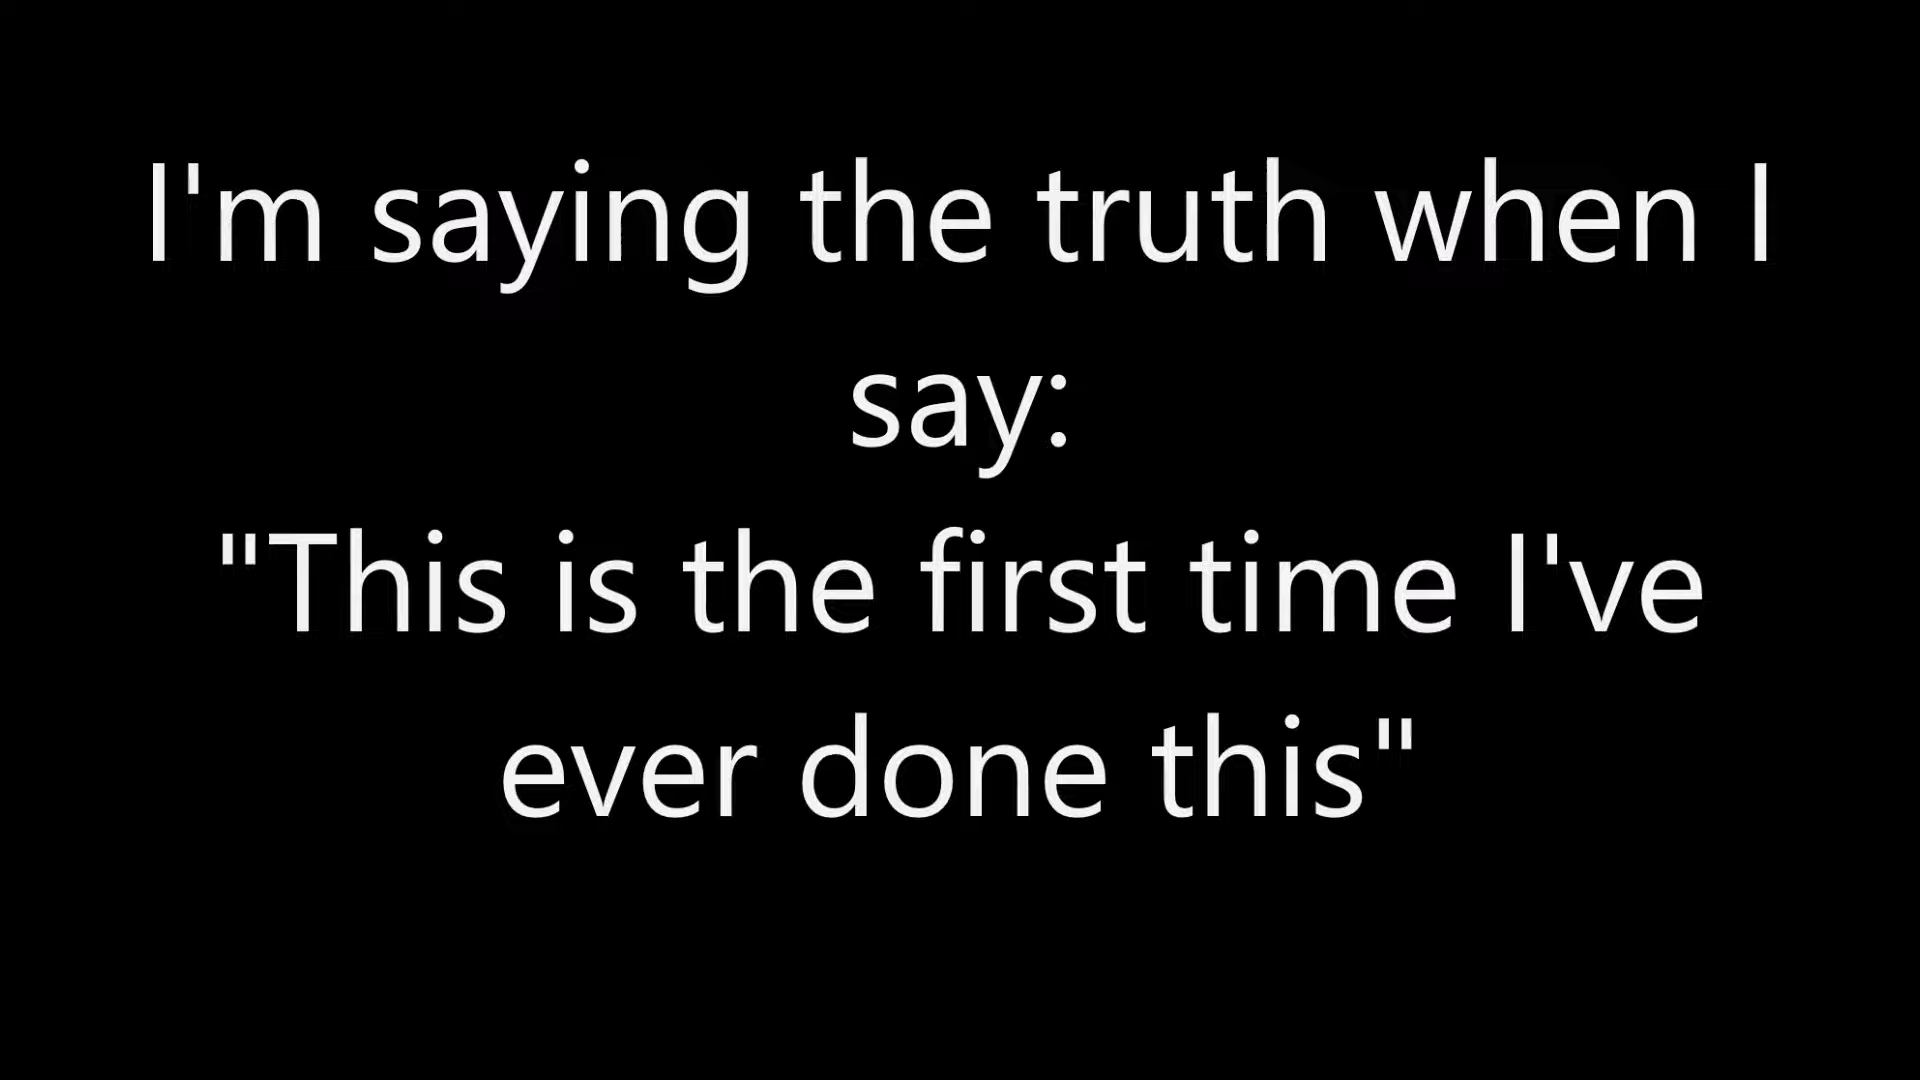 I'm saying the truth when I
say:
"This is the first time I've
ever done this"